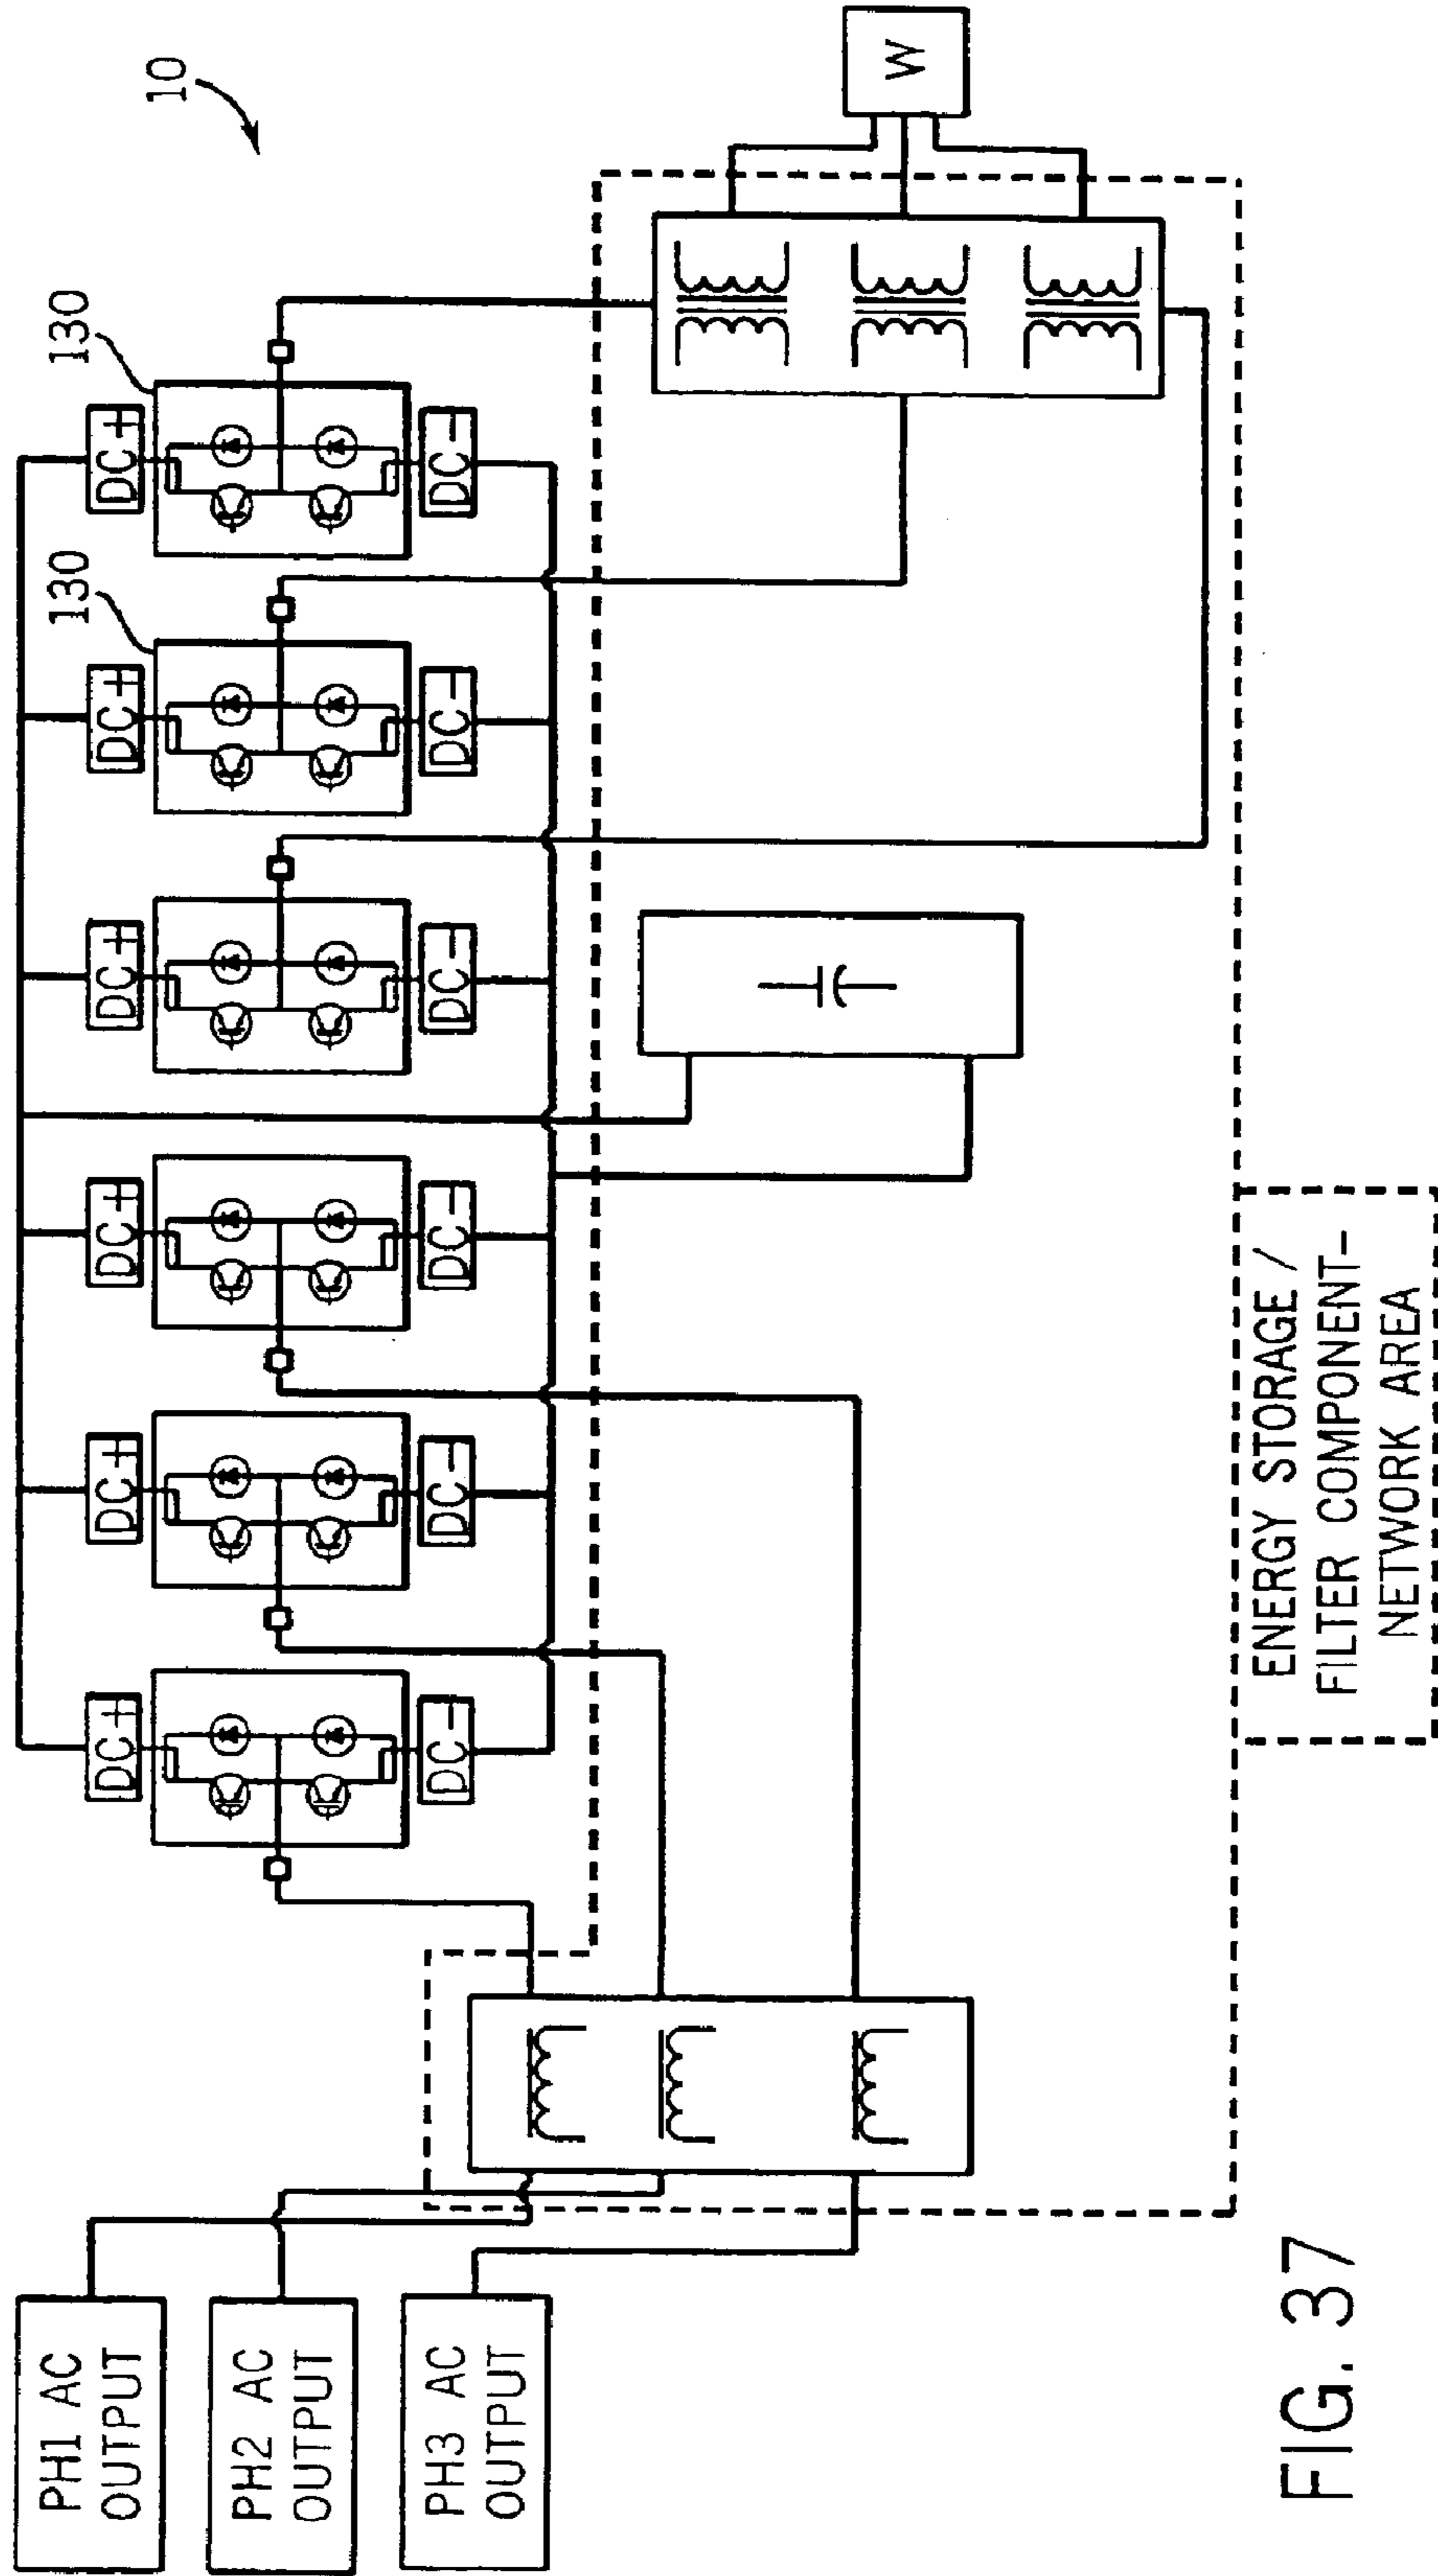 10
130
130
DC+
DC+
DC+
DC+
DC+
DC+
DC-
DC-
DC-
DC-
DC-
DC-
W
PH1 AC
OUTPUT
PH2 AC
OUTPUT
PH3 AC
OUTPUT
ENERGY STORAGE /
FILTER COMPONENT-
NETWORK AREA
FIG. 37